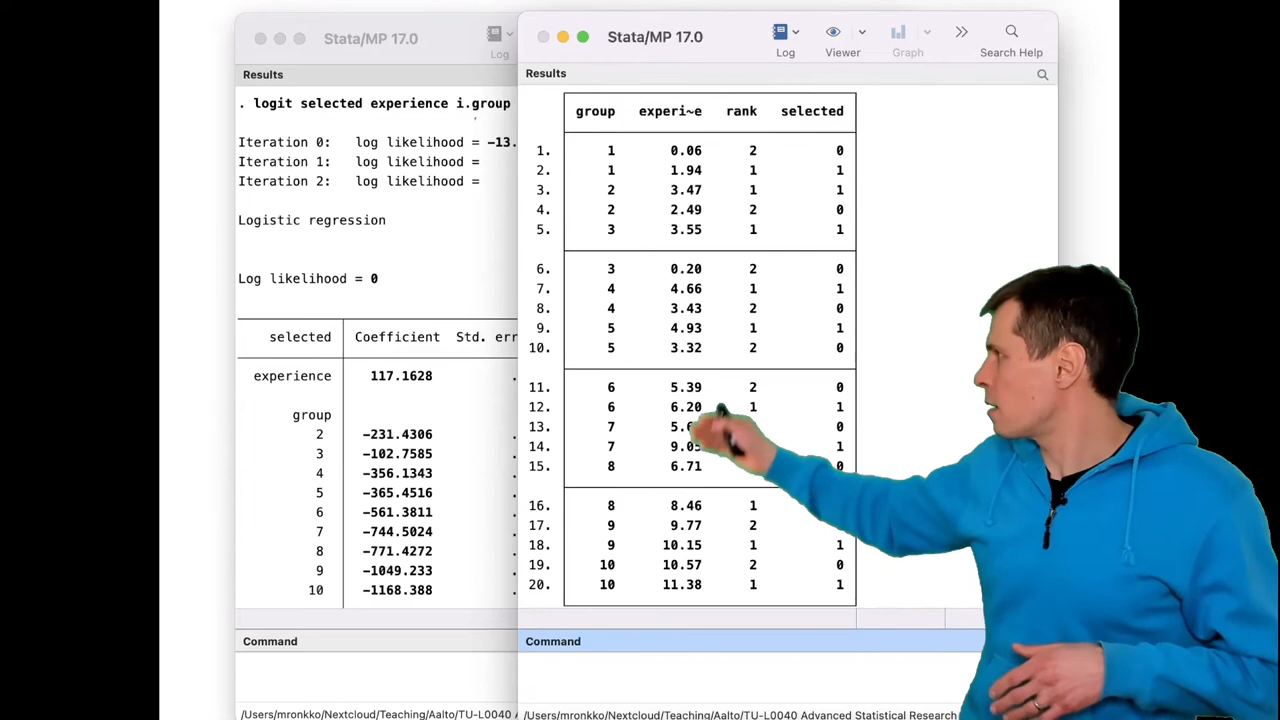 Stata/MP 17.0
Log
Results
. logit selected experience i.group
Iteration 0: log likelihood = -13.
Iteration 1: log likelihood =
Iteration 2: log likelihood =
Logistic regression
Log likelihood = 0
selected Coefficient Std. err
experience 117.1628 .
group
2 -231.4306
3 -102.7585
4 -356.1343
5 -365.4516
6 -561.3811
7 -744.5024
8 -771.4272
9 -1049.233
10 -1168.388
Command
/Users/mronkko/Nextcloud/Teaching/Aalto/TU-L0040 A
Stata/MP 17.0
Log Viewer Graph Search Help
Results
group experi~e rank selected
1. 1 0.06 2 0
2. 1 1.94 1 1
3. 2 3.47 1 1
4. 2 2.49 2 0
5. 3 3.55 1 1
6. 3 0.20 2 0
7. 4 4.66 1 1
8. 4 3.43 2 0
9. 5 4.93 1 1
10. 5 3.32 2 0
11. 6 5.39 2 0
12. 6 6.20 1 1
13. 7 5. 0
14. 7 9.05 1
15. 8 6.71 0
16. 8 8.46 1
17. 9 9.77 2
18. 9 10.15 1 1
19. 10 10.57 2 0
20. 10 11.38 1 1
Command
/Users/mronkko/Nextcloud/Teaching/Aalto/TU-L0040 Advanced Statistical Research